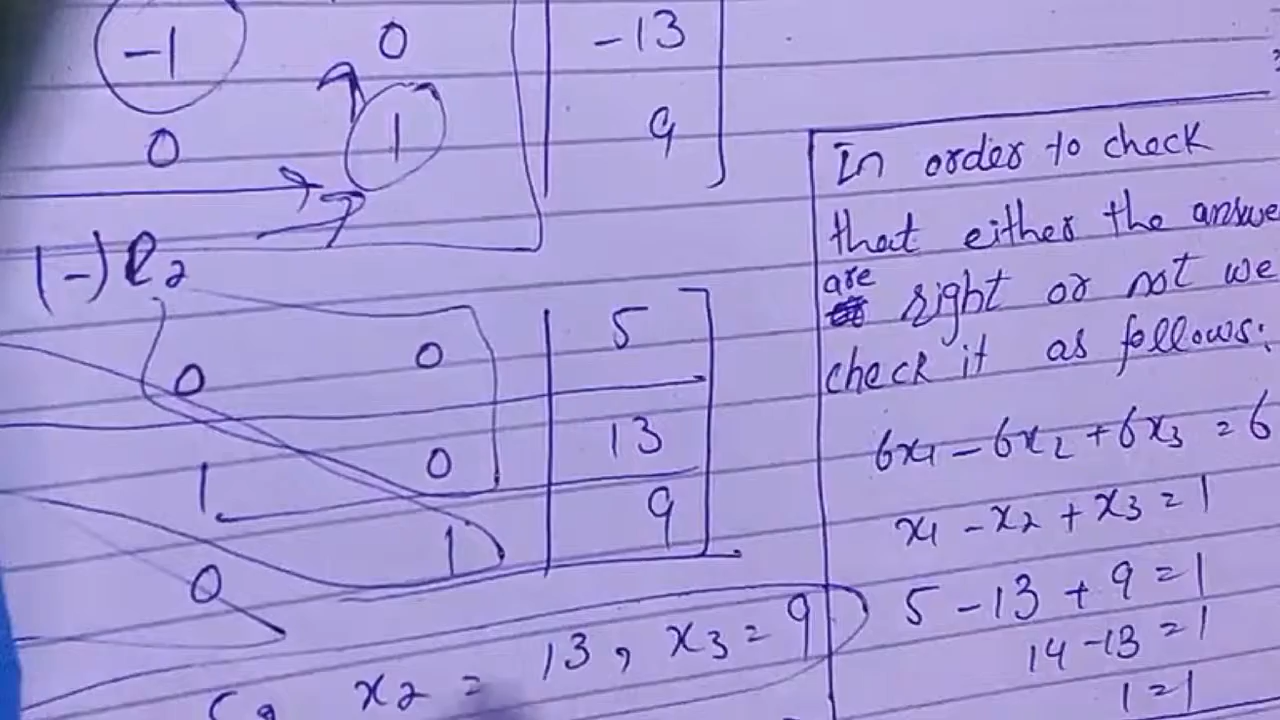 -1 0 | -13
0 1 9
(-)R2
0 0 | 5
1 0 13
0 1 9
x2 = 13, x3 = 9
In order to check
that either the answe
are right or not we
check it as follows:
6x1 - 6x2 + 6x3 = 6
x1 - x2 + x3 = 1
5 - 13 + 9 = 1
14 - 13 = 1
1 = 1